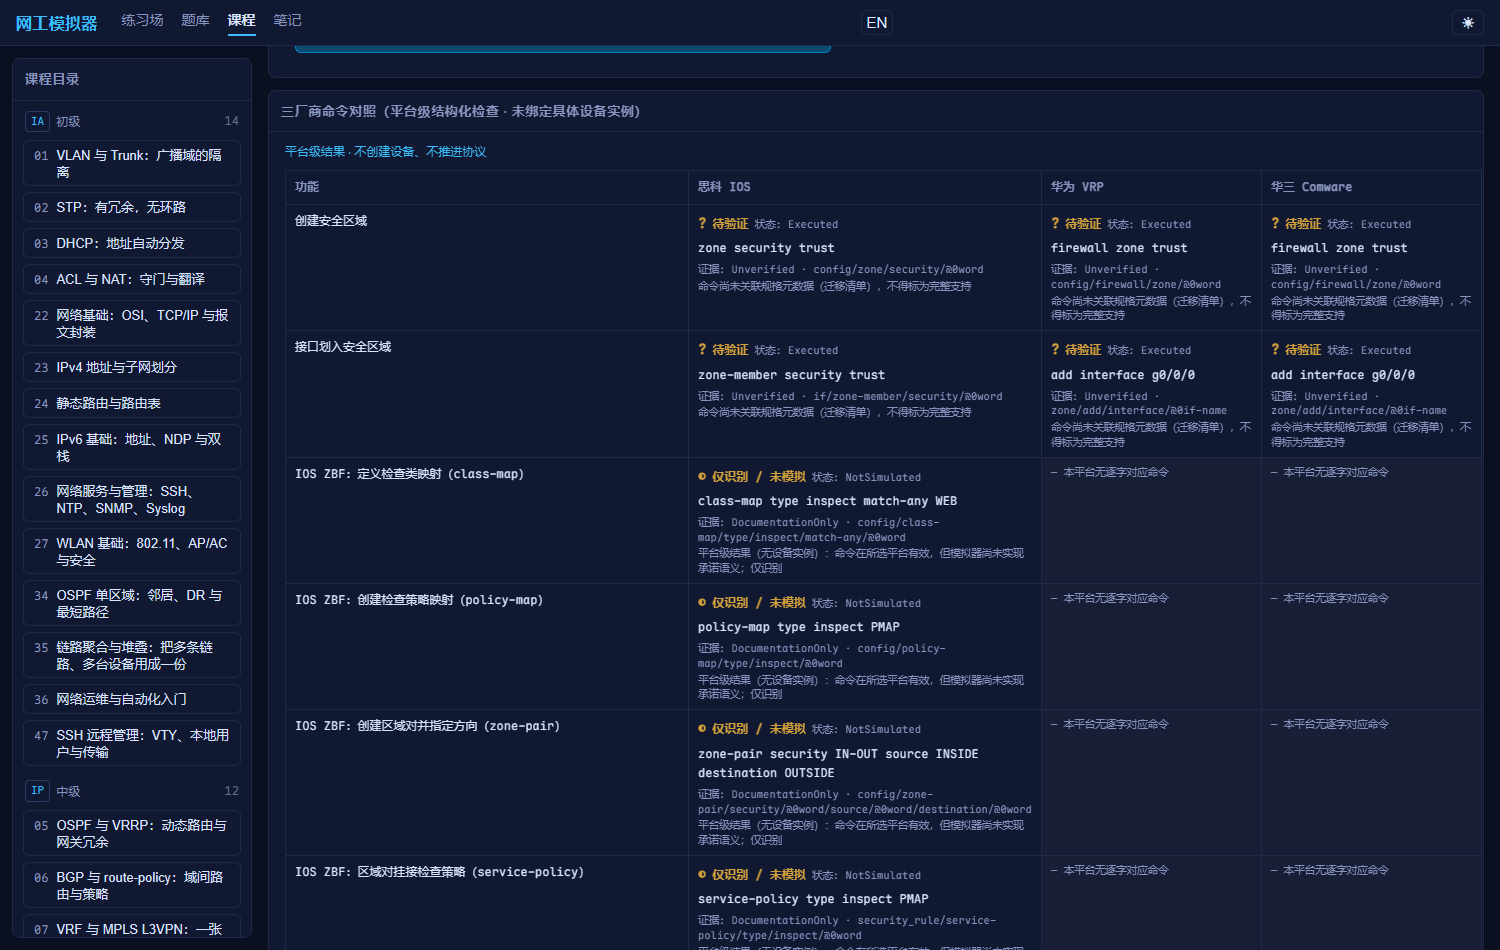 网工模拟器 练习场 题库 课程 笔记 EN
课程目录
IA 初级 14
01 VLAN 与 Trunk：广播域的隔
离
02 STP：有冗余，无环路
03 DHCP：地址自动分发
04 ACL 与 NAT：守门与翻译
22 网络基础：OSI、TCP/IP 与报
文封装
23 IPv4 地址与子网划分
24 静态路由与路由表
25 IPv6 基础：地址、NDP 与双
栈
26 网络服务与管理：SSH、
NTP、SNMP、Syslog
27 WLAN 基础：802.11、AP/AC
与安全
34 OSPF 单区域：邻居、DR 与
最短路径
35 链路聚合与堆叠：把多条链
路、多台设备用成一份
36 网络运维与自动化入门
47 SSH 远程管理：VTY、本地用
户与传输
IP 中级 12
05 OSPF 与 VRRP：动态路由与
网关冗余
06 BGP 与 route-policy：域间路
由与策略
07 VRF 与 MPLS L3VPN：一张
三厂商命令对照（平台级结构化检查 · 未绑定具体设备实例）
平台级结果 · 不创建设备、不推进协议
功能 思科 IOS 华为 VRP 华三 Comware
创建安全区域
? 待验证 状态: Executed
zone security trust
证据: Unverified · config/zone/security/@0word
命令尚未关联规格元数据（迁移清单），不得标为完整支持
? 待验证 状态: Executed
firewall zone trust
证据: Unverified ·
config/firewall/zone/@0word
命令尚未关联规格元数据（迁移清单），不
得标为完整支持
? 待验证 状态: Executed
firewall zone trust
证据: Unverified ·
config/firewall/zone/@0word
命令尚未关联规格元数据（迁移清单），不
得标为完整支持
接口划入安全区域
? 待验证 状态: Executed
zone-member security trust
证据: Unverified · if/zone-member/security/@0word
命令尚未关联规格元数据（迁移清单），不得标为完整支持
? 待验证 状态: Executed
add interface g0/0/0
证据: Unverified ·
zone/add/interface/@0if-name
命令尚未关联规格元数据（迁移清单），不
得标为完整支持
? 待验证 状态: Executed
add interface g0/0/0
证据: Unverified ·
zone/add/interface/@0if-name
命令尚未关联规格元数据（迁移清单），不
得标为完整支持
IOS ZBF: 定义检查类映射（class-map）
◐ 仅识别 / 未模拟 状态: NotSimulated
class-map type inspect match-any WEB
证据: DocumentationOnly · config/class-
map/type/inspect/match-any/@0word
平台级结果（无设备实例）：命令在所选平台有效，但模拟器尚未实现
承诺语义；仅识别
— 本平台无逐字对应命令
— 本平台无逐字对应命令
IOS ZBF: 创建检查策略映射（policy-map）
◐ 仅识别 / 未模拟 状态: NotSimulated
policy-map type inspect PMAP
证据: DocumentationOnly · config/policy-
map/type/inspect/@0word
平台级结果（无设备实例）：命令在所选平台有效，但模拟器尚未实现
承诺语义；仅识别
— 本平台无逐字对应命令
— 本平台无逐字对应命令
IOS ZBF: 创建区域对并指定方向（zone-pair）
◐ 仅识别 / 未模拟 状态: NotSimulated
zone-pair security IN-OUT source INSIDE
destination OUTSIDE
证据: DocumentationOnly · config/zone-
pair/security/@0word/source/@0word/destination/@0word
平台级结果（无设备实例）：命令在所选平台有效，但模拟器尚未实现
承诺语义；仅识别
— 本平台无逐字对应命令
— 本平台无逐字对应命令
IOS ZBF: 区域对挂接检查策略（service-policy）
◐ 仅识别 / 未模拟 状态: NotSimulated
service-policy type inspect PMAP
证据: DocumentationOnly · security_rule/service-
policy/type/inspect/@0word
平台级结果（无设备实例）：命令在所选平台有效，但模拟器尚未实现
— 本平台无逐字对应命令
— 本平台无逐字对应命令